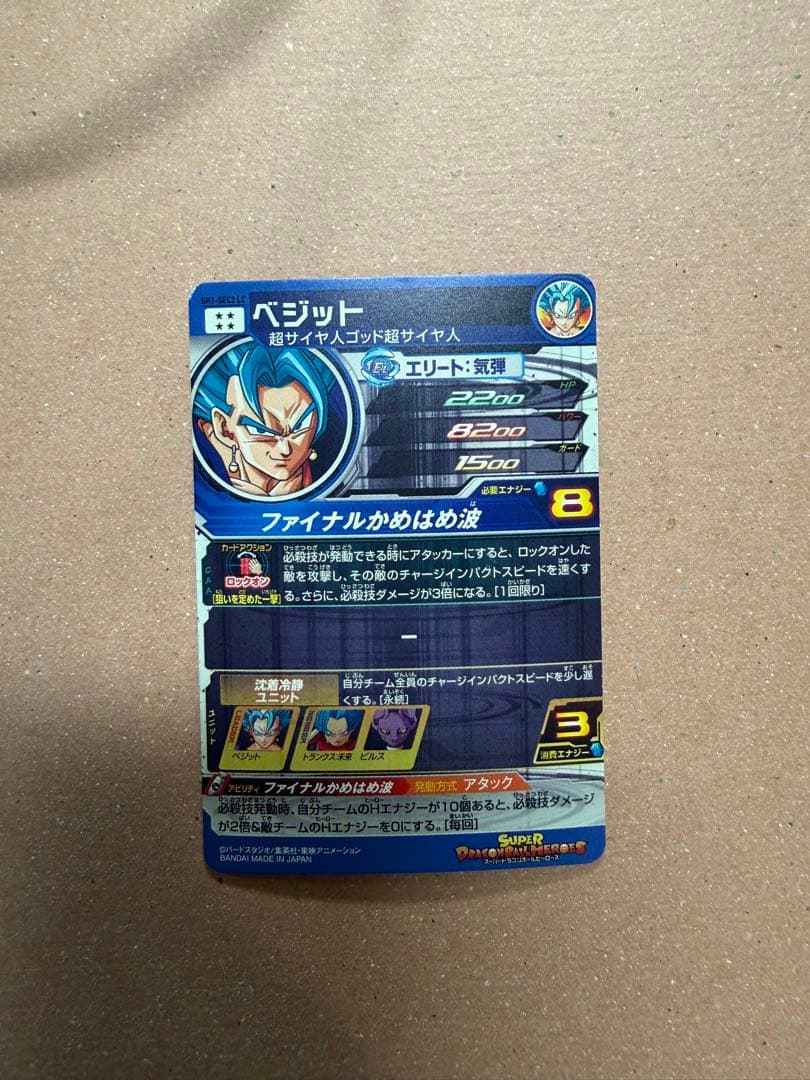 SH1-SEC2 LC
ベジット
超サイヤ人ゴッド超サイヤ人
EL エリート:気弾
HP
2200
パワー
8200
ガード
1500
必要エナジー 8
ファイナルかめはめ波
CAA
カードアクション
ロックオン
[狙いを定めた一撃]
必殺技が発動できる時にアタッカーにすると、ロックオンした
敵を攻撃し、その敵のチャージインパクトスピードを速くす
る。さらに、必殺技ダメージが3倍になる。[1回限り]
ー
ユニット
沈着冷静
ユニット
自分チーム全員のチャージインパクトスピードを少し遅
くする。[永続]
ベジット
トランクス:未来
ビルス
3
消費エナジー
アビリティ ファイナルかめはめ波 発動方式 アタック
必殺技発動時、自分チームのHエナジーが10個あると、必殺技ダメージ
が2倍&敵チームのHエナジーを0にする。[毎回]
©バードスタジオ/集英社・東映アニメーション
BANDAI MADE IN JAPAN
SUPER
DRAGONBALL HEROES
スーパードラゴンボールヒーローズ